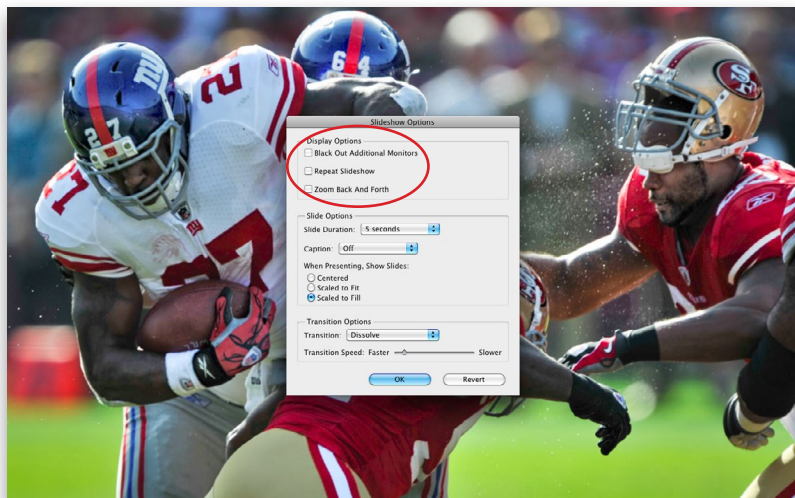 ny
27
64
27
27
SF
Slideshow Options
Display Options
Black Out Additional Monitors
Repeat Slideshow
Zoom Back And Forth
Slide Options
Slide Duration: 5 seconds
Caption: Off
When Presenting, Show Slides:
Centered
Scaled to Fit
Scaled to Fill
Transition Options
Transition: Dissolve
Transition Speed: Faster Slower
OK Revert